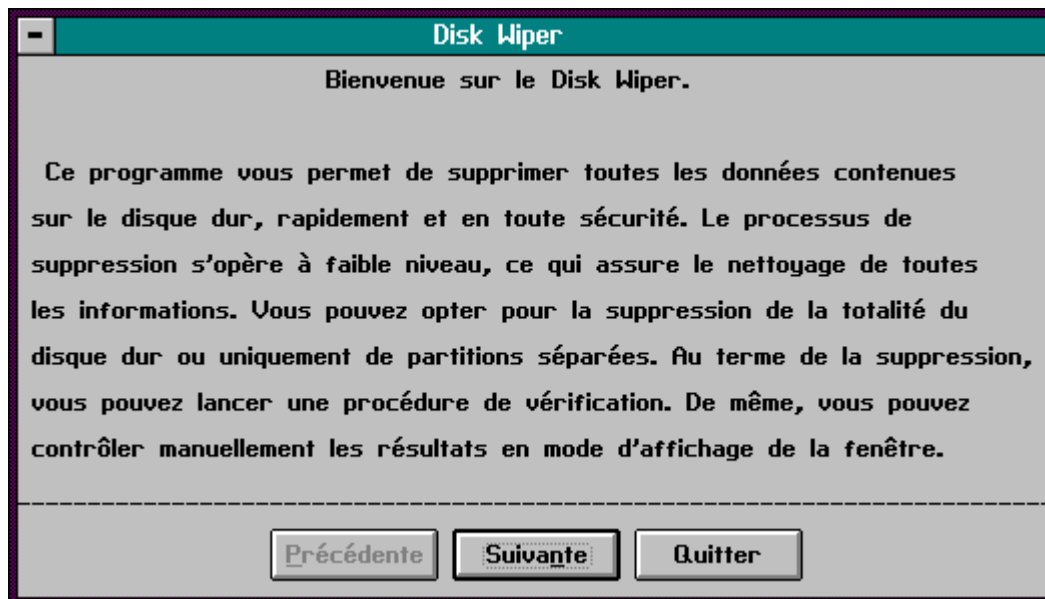 Disk Wiper
Bienvenue sur le Disk Wiper.
Ce programme vous permet de supprimer toutes les données contenues
sur le disque dur, rapidement et en toute sécurité. Le processus de
suppression s'opère à faible niveau, ce qui assure le nettoyage de toutes
les informations. Vous pouvez opter pour la suppression de la totalité du
disque dur ou uniquement de partitions séparées. Au terme de la suppression,
vous pouvez lancer une procédure de vérification. De même, vous pouvez
contrôler manuellement les résultats en mode d'affichage de la fenêtre.
Précédente Suivante Quitter